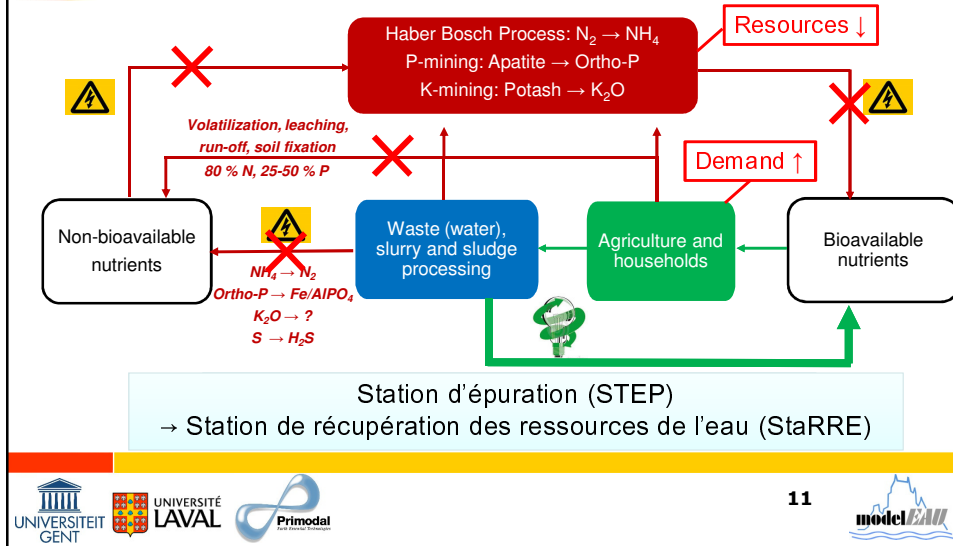 Haber Bosch Process: N₂ → NH₄
P-mining: Apatite → Ortho-P
K-mining: Potash → K₂O
Resources ↓
Volatilization, leaching,
run-off, soil fixation
80 % N, 25-50 % P
Demand ↑
Non-bioavailable
nutrients
Waste (water),
slurry and sludge
processing
Agriculture and
households
Bioavailable
nutrients
NH₄ → N₂
Ortho-P → Fe/AlPO₄
K₂O → ?
S → H₂S
Station d'épuration (STEP)
→ Station de récupération des ressources de l'eau (StaRRE)
UNIVERSITEIT
GENT
UNIVERSITÉ
LAVAL
Primodal
11
modelEAU